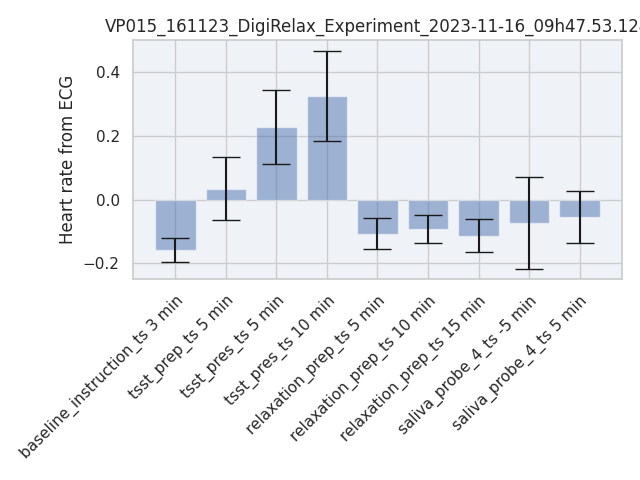 VP015_161123_DigiRelax_Experiment_2023-11-16_09h47.53.12
Heart rate from ECG
0.4
0.2
0.0
−0.2
baseline_instruction_ts 3 min
tsst_prep_ts 5 min
tsst_pres_ts 5 min
tsst_pres_ts 10 min
relaxation_prep_ts 5 min
relaxation_prep_ts 10 min
relaxation_prep_ts 15 min
saliva_probe_4_ts -5 min
saliva_probe_4_ts 5 min